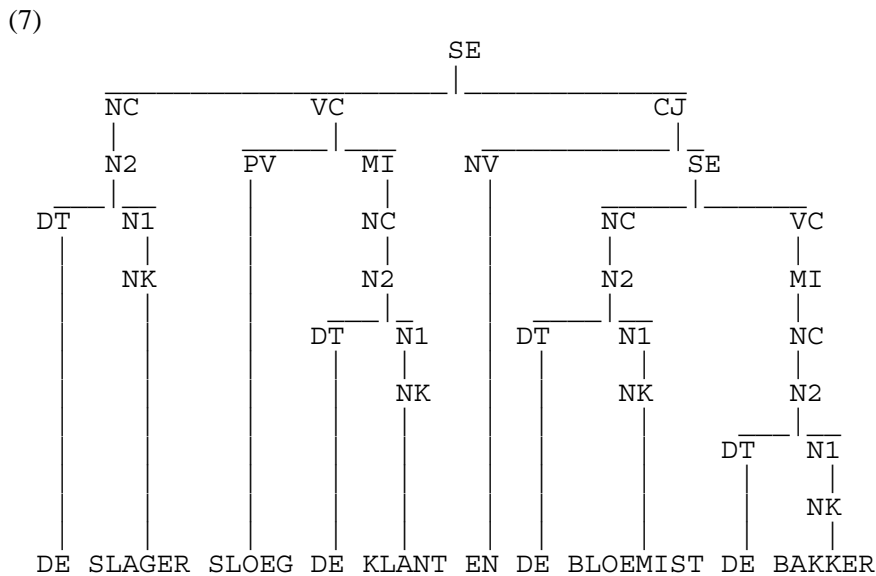 (7)
SE
NC VC CJ
N2 PV MI NV SE
DT N1 NC NC VC
NK N2 N2 MI
DT N1 DT N1 NC
NK NK N2
DT N1
NK
DE SLAGER SLOEG DE KLANT EN DE BLOEMIST DE BAKKER